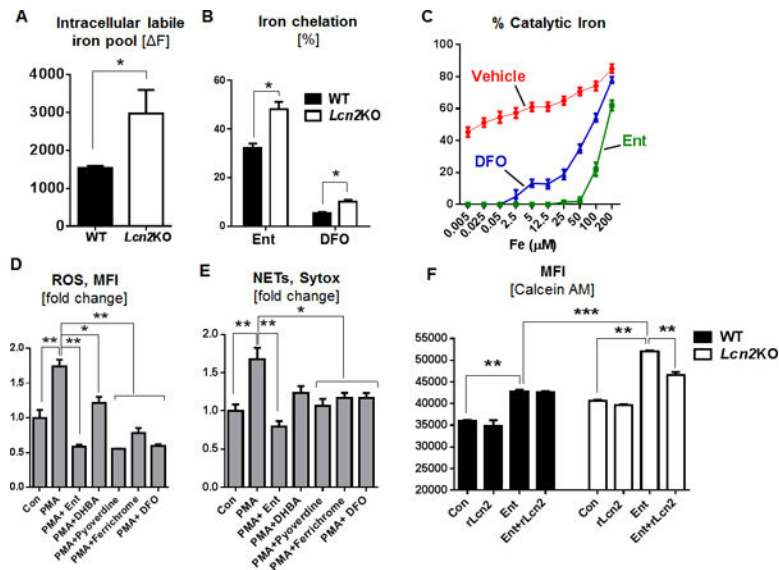 A
Intracellular labile
iron pool [ΔF]
*
4000
3000
2000
1000
0
WT
Lcn2KO
B
Iron chelation
[%]
60
40
20
0
*
*
Ent
DFO
WT
Lcn2KO
C
% Catalytic Iron
100
80
60
40
20
0
Vehicle
DFO
Ent
0.005
0.025
0.05
2.5
5
12.5
25
50
100
200
Fe (μM)
D
ROS, MFI
[fold change]
**
*
**
**
2.0
1.5
1.0
0.5
0.0
Con
PMA
PMA+ Ent
PMA+DHBA
PMA+Pyoverdine
PMA+Ferrichrome
PMA+ DFO
E
NETs, Sytox
[fold change]
*
**
**
2.0
1.5
1.0
0.5
0.0
Con
PMA
PMA+ Ent
PMA+DHBA
PMA+Pyoverdine
PMA+Ferrichrome
PMA+ DFO
F
MFI
[Calcein AM]
***
**
**
**
55000
50000
45000
40000
35000
30000
25000
20000
Con
rLcn2
Ent
Ent+rLcn2
Con
rLcn2
Ent
Ent+rLcn2
WT
Lcn2KO